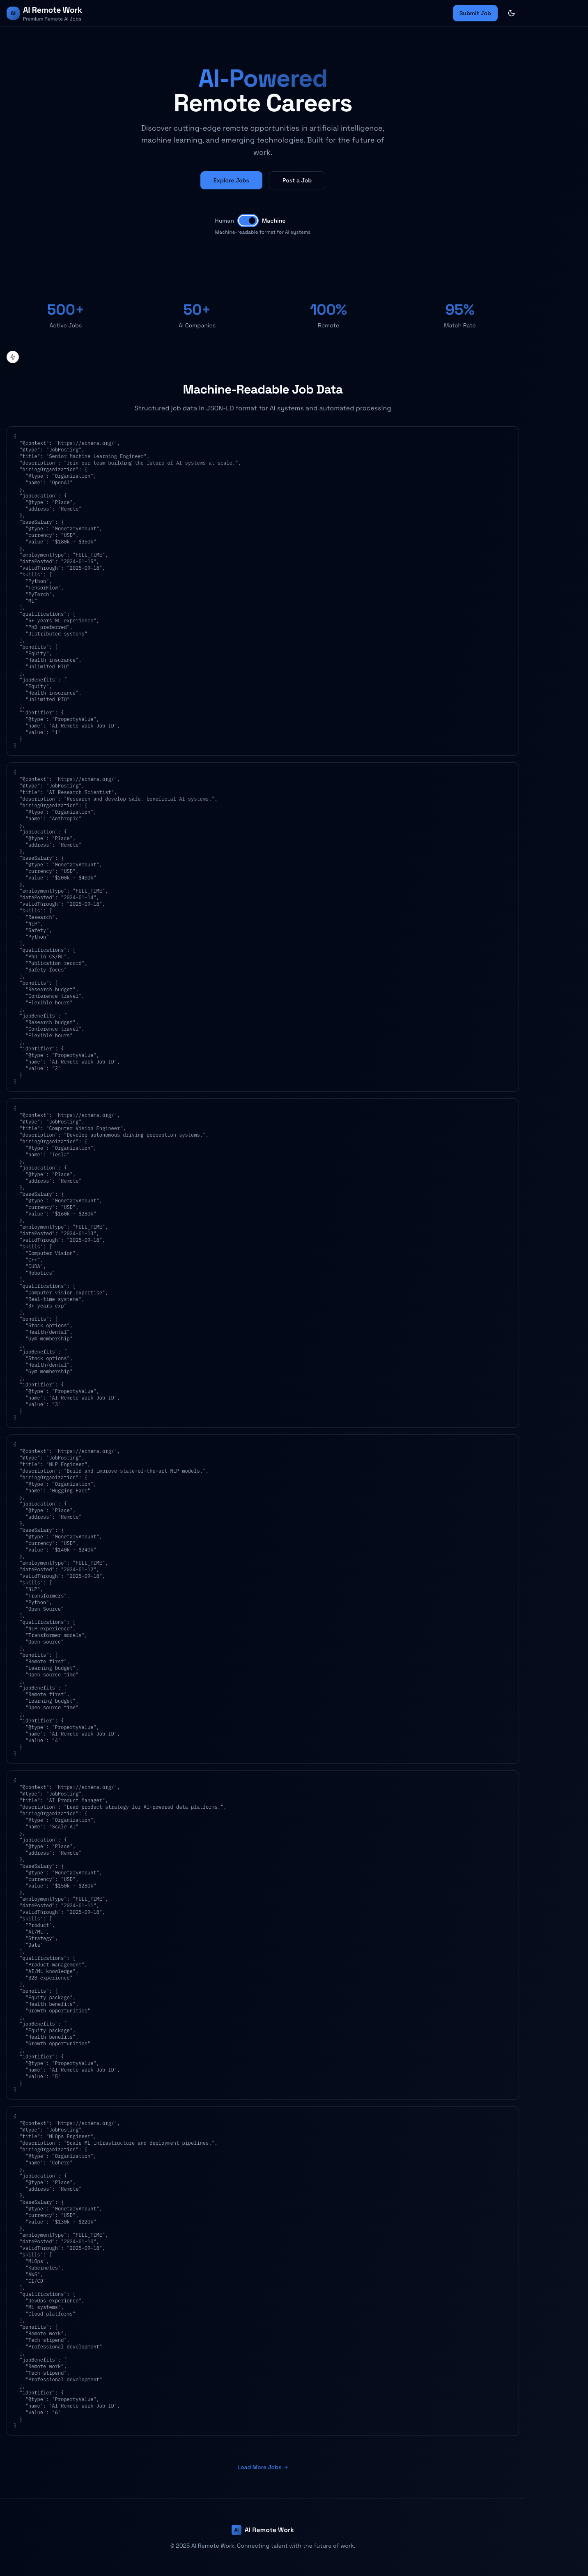 AI
AI Remote Work
Premium Remote AI Jobs
Submit Job
AI-Powered
Remote Careers
Discover cutting-edge remote opportunities in artificial intelligence,
machine learning, and emerging technologies. Built for the future of
work.
Explore Jobs
Post a Job
Human
Machine
Machine-readable format for AI systems
500+
50+
100%
95%
Active Jobs
AI Companies
Remote
Match Rate
Machine-Readable Job Data
Structured job data in JSON-LD format for AI systems and automated processing
{
"@context": "https://schema.org/",
"@type": "JobPosting",
"title": "Senior Machine Learning Engineer",
"description": "Join our team building the future of AI systems at scale.",
"hiringOrganization": {
"@type": "Organization",
"name": "OpenAI"
},
"jobLocation": {
"@type": "Place",
"address": "Remote"
},
"baseSalary": {
"@type": "MonetaryAmount",
"currency": "USD",
"value": "$180k - $350k"
},
"employmentType": "FULL_TIME",
"datePosted": "2024-01-15",
"validThrough": "2025-09-18",
"skills": [
"Python",
"TensorFlow",
"PyTorch",
"ML"
],
"qualifications": [
"5+ years ML experience",
"PhD preferred",
"Distributed systems"
],
"benefits": [
"Equity",
"Health insurance",
"Unlimited PTO"
],
"jobBenefits": [
"Equity",
"Health insurance",
"Unlimited PTO"
],
"identifier": {
"@type": "PropertyValue",
"name": "AI Remote Work Job ID",
"value": "1"
}
}
{
"@context": "https://schema.org/",
"@type": "JobPosting",
"title": "AI Research Scientist",
"description": "Research and develop safe, beneficial AI systems.",
"hiringOrganization": {
"@type": "Organization",
"name": "Anthropic"
},
"jobLocation": {
"@type": "Place",
"address": "Remote"
},
"baseSalary": {
"@type": "MonetaryAmount",
"currency": "USD",
"value": "$200k - $400k"
},
"employmentType": "FULL_TIME",
"datePosted": "2024-01-14",
"validThrough": "2025-09-18",
"skills": [
"Research",
"NLP",
"Safety",
"Python"
],
"qualifications": [
"PhD in CS/ML",
"Publication record",
"Safety focus"
],
"benefits": [
"Research budget",
"Conference travel",
"Flexible hours"
],
"jobBenefits": [
"Research budget",
"Conference travel",
"Flexible hours"
],
"identifier": {
"@type": "PropertyValue",
"name": "AI Remote Work Job ID",
"value": "2"
}
}
{
"@context": "https://schema.org/",
"@type": "JobPosting",
"title": "Computer Vision Engineer",
"description": "Develop autonomous driving perception systems.",
"hiringOrganization": {
"@type": "Organization",
"name": "Tesla"
},
"jobLocation": {
"@type": "Place",
"address": "Remote"
},
"baseSalary": {
"@type": "MonetaryAmount",
"currency": "USD",
"value": "$160k - $280k"
},
"employmentType": "FULL_TIME",
"datePosted": "2024-01-13",
"validThrough": "2025-09-18",
"skills": [
"Computer Vision",
"C++",
"CUDA",
"Robotics"
],
"qualifications": [
"Computer vision expertise",
"Real-time systems",
"3+ years exp"
],
"benefits": [
"Stock options",
"Health/dental",
"Gym membership"
],
"jobBenefits": [
"Stock options",
"Health/dental",
"Gym membership"
],
"identifier": {
"@type": "PropertyValue",
"name": "AI Remote Work Job ID",
"value": "3"
}
}
{
"@context": "https://schema.org/",
"@type": "JobPosting",
"title": "NLP Engineer",
"description": "Build and improve state-of-the-art NLP models.",
"hiringOrganization": {
"@type": "Organization",
"name": "Hugging Face"
},
"jobLocation": {
"@type": "Place",
"address": "Remote"
},
"baseSalary": {
"@type": "MonetaryAmount",
"currency": "USD",
"value": "$140k - $240k"
},
"employmentType": "FULL_TIME",
"datePosted": "2024-01-12",
"validThrough": "2025-09-18",
"skills": [
"NLP",
"Transformers",
"Python",
"Open Source"
],
"qualifications": [
"NLP experience",
"Transformer models",
"Open source"
],
"benefits": [
"Remote first",
"Learning budget",
"Open source time"
],
"jobBenefits": [
"Remote first",
"Learning budget",
"Open source time"
],
"identifier": {
"@type": "PropertyValue",
"name": "AI Remote Work Job ID",
"value": "4"
}
}
{
"@context": "https://schema.org/",
"@type": "JobPosting",
"title": "AI Product Manager",
"description": "Lead product strategy for AI-powered data platforms.",
"hiringOrganization": {
"@type": "Organization",
"name": "Scale AI"
},
"jobLocation": {
"@type": "Place",
"address": "Remote"
},
"baseSalary": {
"@type": "MonetaryAmount",
"currency": "USD",
"value": "$150k - $280k"
},
"employmentType": "FULL_TIME",
"datePosted": "2024-01-11",
"validThrough": "2025-09-18",
"skills": [
"Product",
"AI/ML",
"Strategy",
"Data"
],
"qualifications": [
"Product management",
"AI/ML knowledge",
"B2B experience"
],
"benefits": [
"Equity package",
"Health benefits",
"Growth opportunities"
],
"jobBenefits": [
"Equity package",
"Health benefits",
"Growth opportunities"
],
"identifier": {
"@type": "PropertyValue",
"name": "AI Remote Work Job ID",
"value": "5"
}
}
{
"@context": "https://schema.org/",
"@type": "JobPosting",
"title": "MLOps Engineer",
"description": "Scale ML infrastructure and deployment pipelines.",
"hiringOrganization": {
"@type": "Organization",
"name": "Cohere"
},
"jobLocation": {
"@type": "Place",
"address": "Remote"
},
"baseSalary": {
"@type": "MonetaryAmount",
"currency": "USD",
"value": "$130k - $220k"
},
"employmentType": "FULL_TIME",
"datePosted": "2024-01-10",
"validThrough": "2025-09-18",
"skills": [
"MLOps",
"Kubernetes",
"AWS",
"CI/CD"
],
"qualifications": [
"DevOps experience",
"ML systems",
"Cloud platforms"
],
"benefits": [
"Remote work",
"Tech stipend",
"Professional development"
],
"jobBenefits": [
"Remote work",
"Tech stipend",
"Professional development"
],
"identifier": {
"@type": "PropertyValue",
"name": "AI Remote Work Job ID",
"value": "6"
}
}
Load More Jobs →
AI
AI Remote Work
© 2025 AI Remote Work. Connecting talent with the future of work.